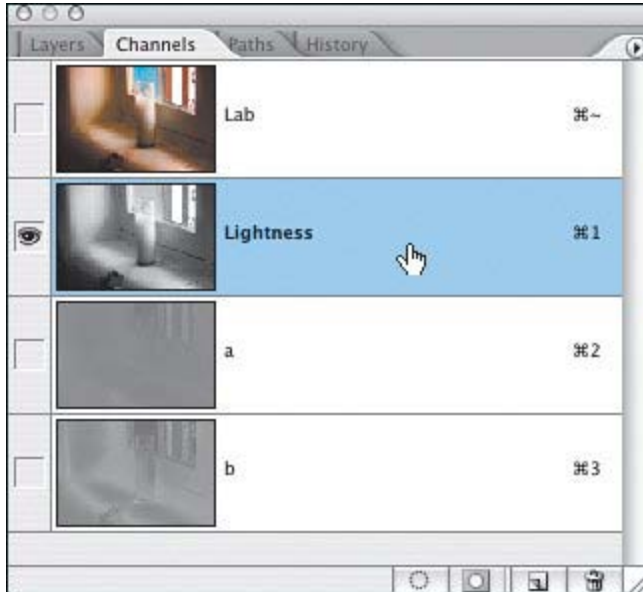 Layers Channels Paths History
Lab ⌘~
Lightness ⌘1
a ⌘2
b ⌘3